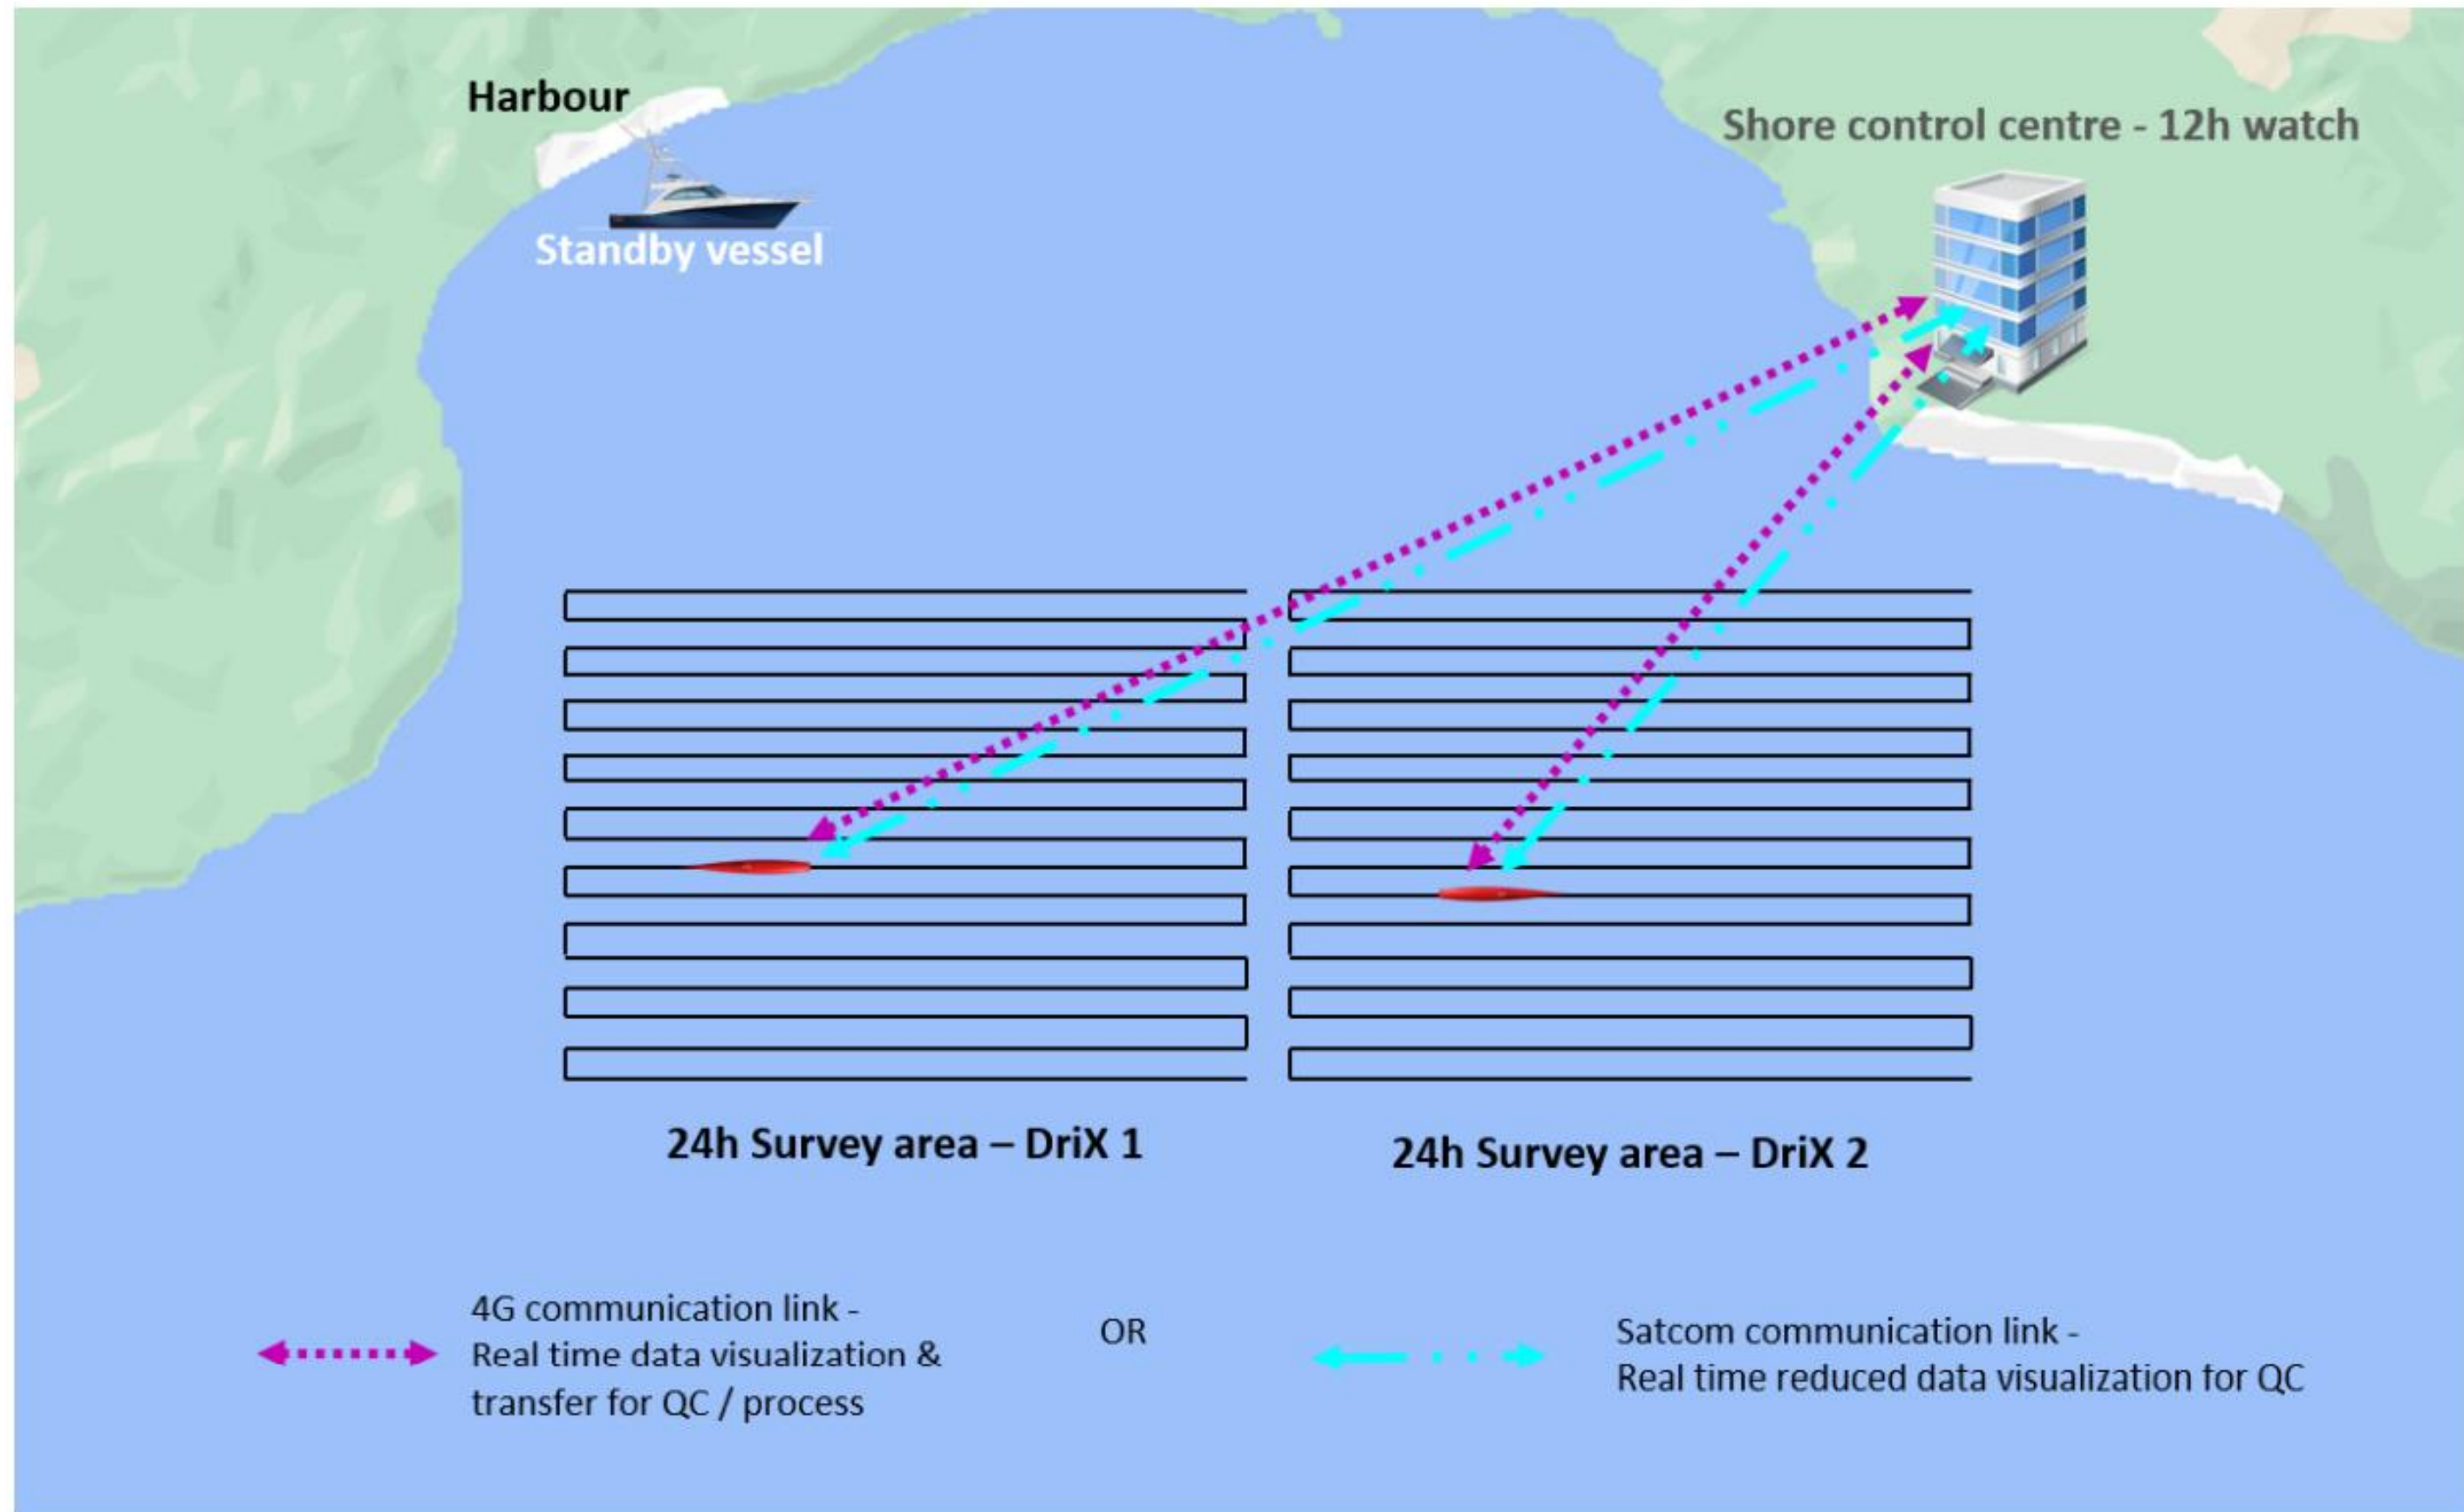 Harbour
Standby vessel
Shore control centre - 12h watch
24h Survey area – DriX 1
24h Survey area – DriX 2
4G communication link -
Real time data visualization &
transfer for QC / process
OR
Satcom communication link -
Real time reduced data visualization for QC